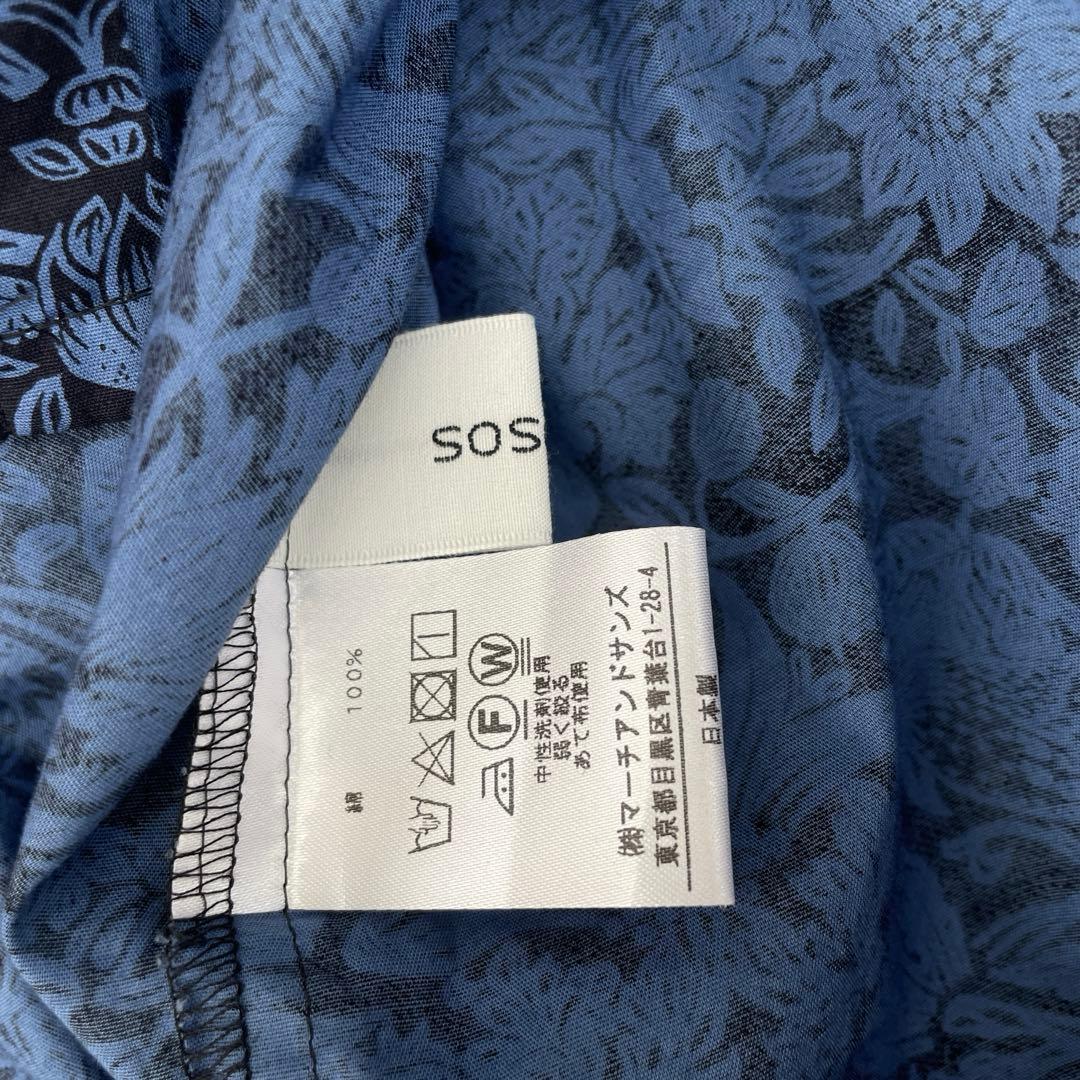 SOS
綿 100%
F W
中性洗剤使用
弱く絞る
あて布使用
㈱マーチアンドサンズ
東京都目黒区青葉台1-28-4
日本製